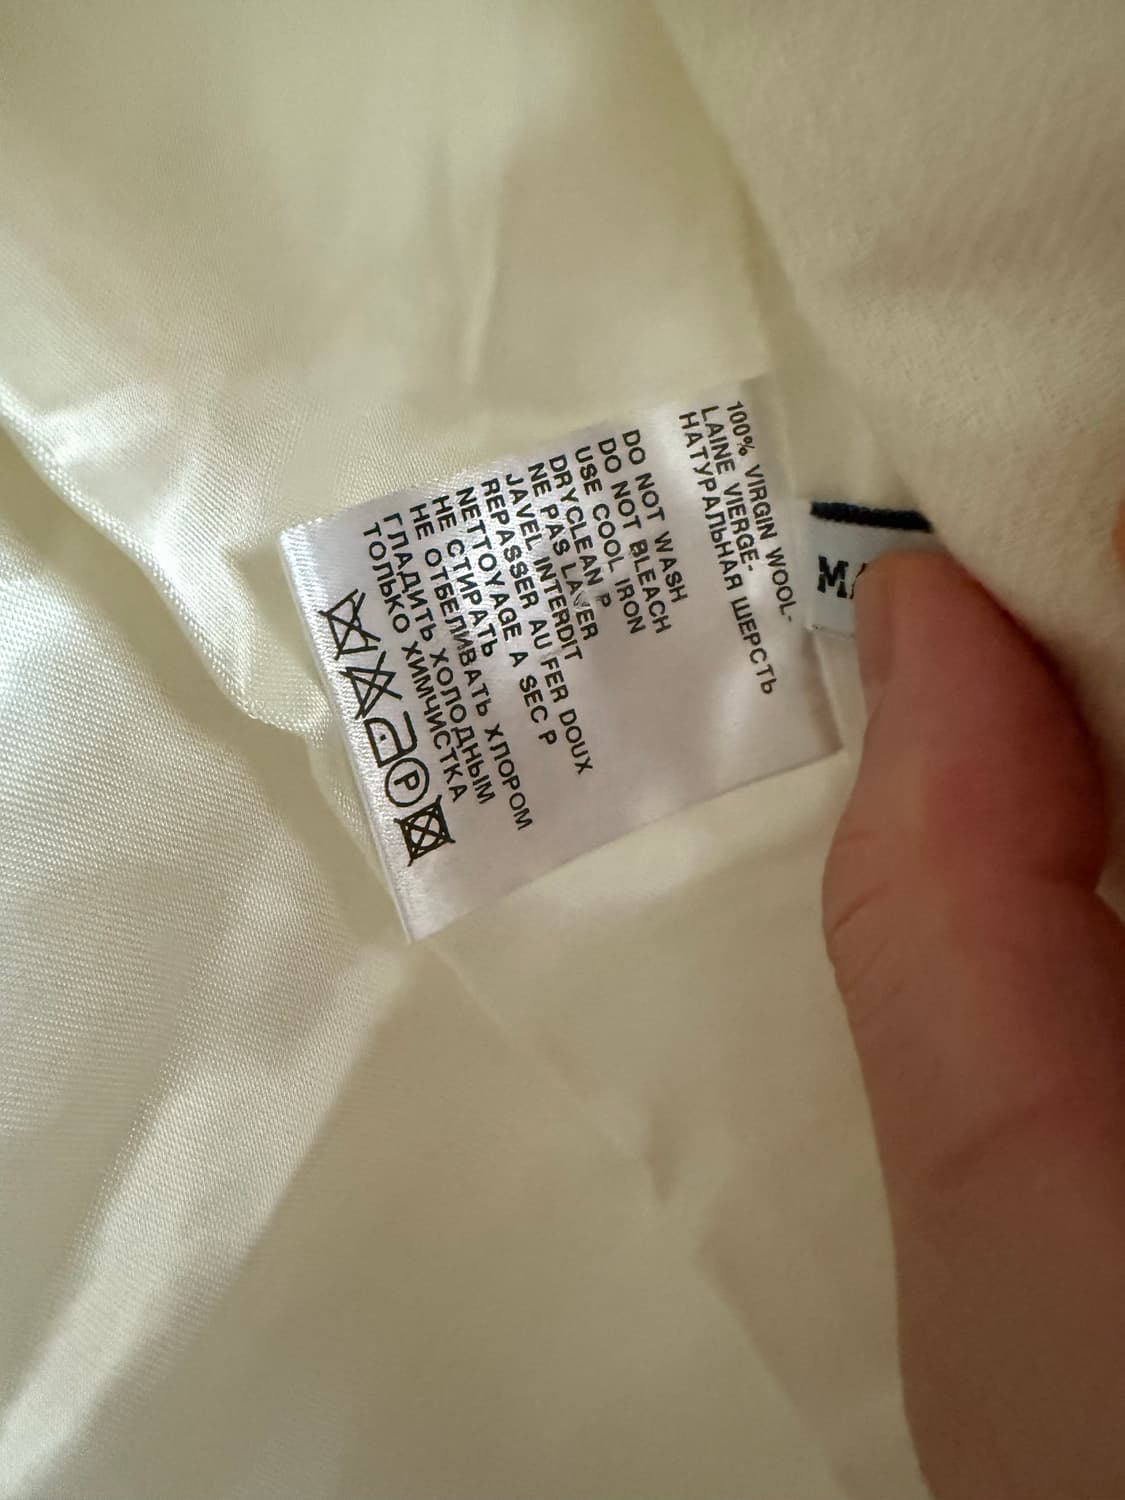 100% VIRGIN WOOL-
LAINE VIERGE-
НАТУРАЛЬНАЯ ШЕРСТЬ
DO NOT WASH
DO NOT BLEACH
USE COOL IRON
DRYCLEAN P
NE PAS LAVER
JAVEL INTERDIT
REPASSER AU FER DOUX
NETTOYAGE A SEC P
НЕ СТИРАТЬ
НЕ ОТБЕЛИВАТЬ ХЛОРОМ
ГЛАДИТЬ ХОЛОДНЫМ
ТОЛЬКО ХИМЧИСТКА
P